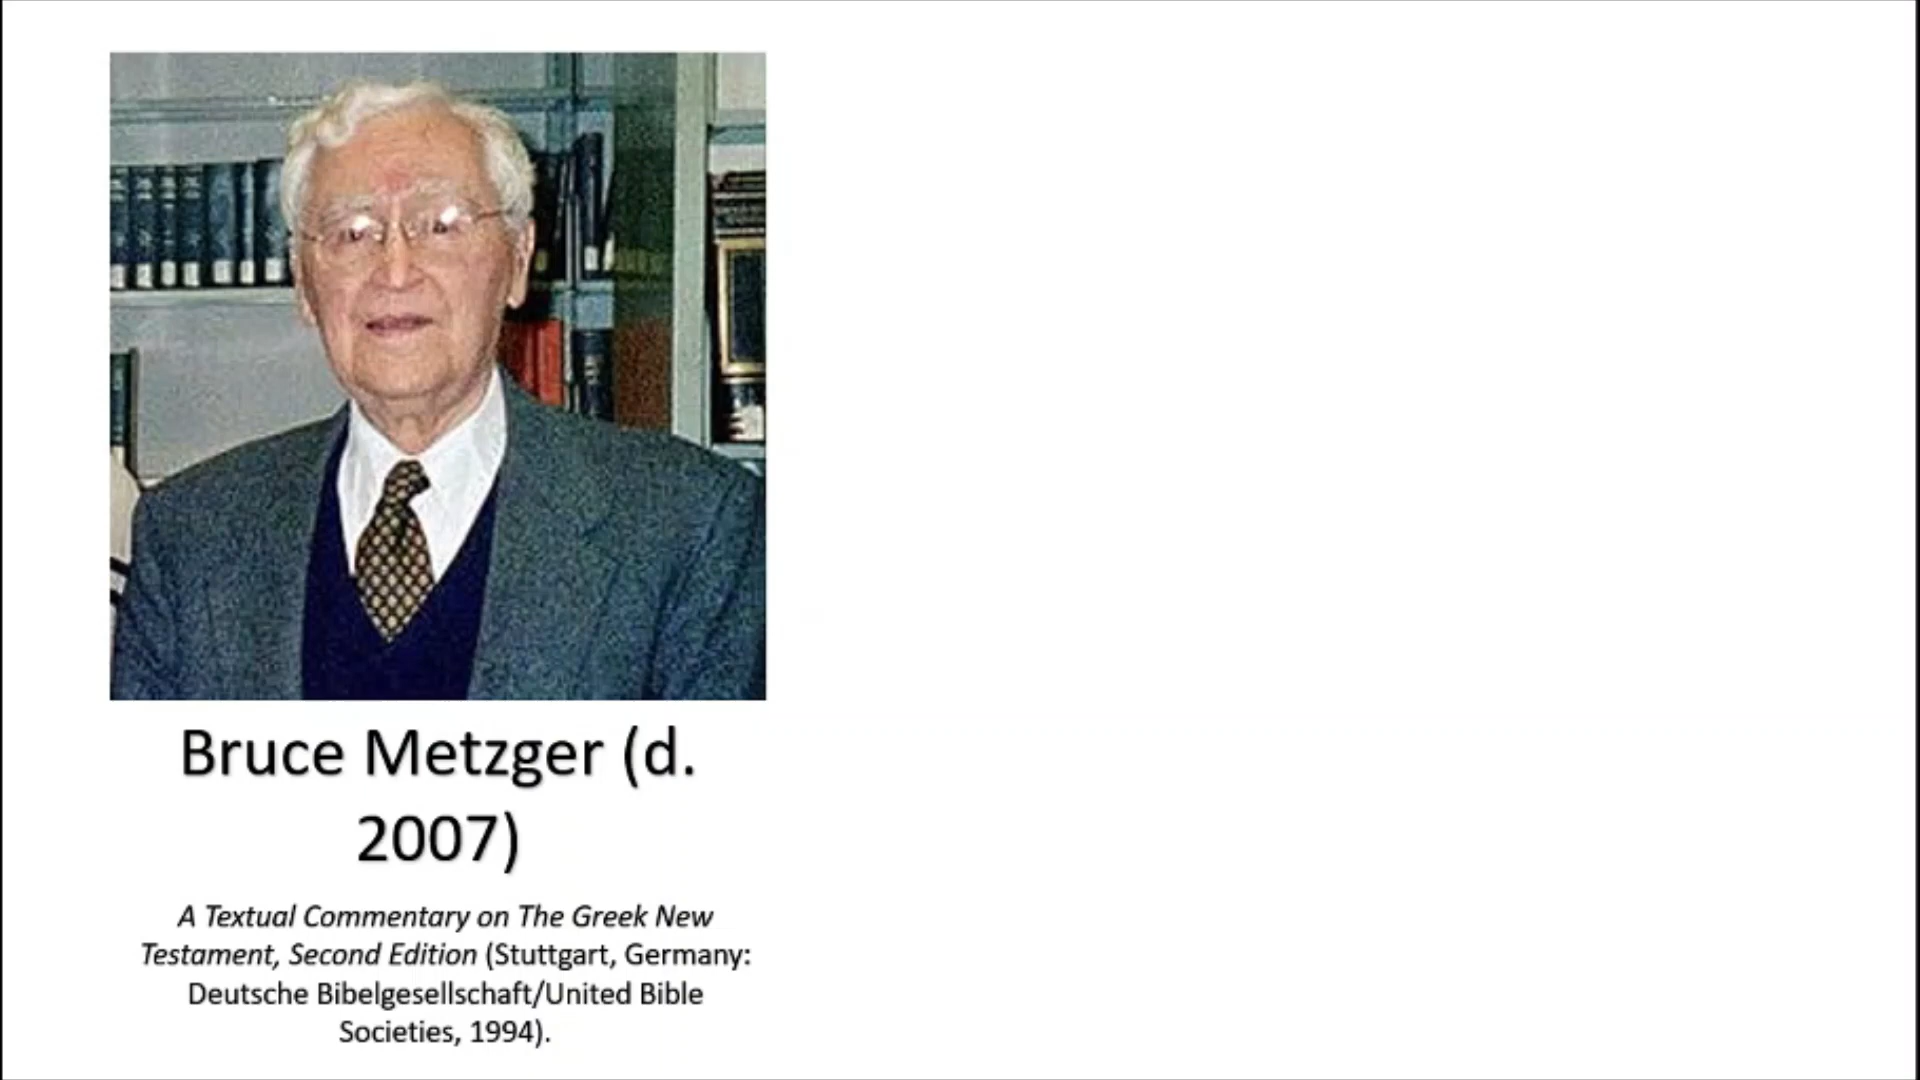 Bruce Metzger (d.
2007)
A Textual Commentary on The Greek New
Testament, Second Edition (Stuttgart, Germany:
Deutsche Bibelgesellschaft/United Bible
Societies, 1994).